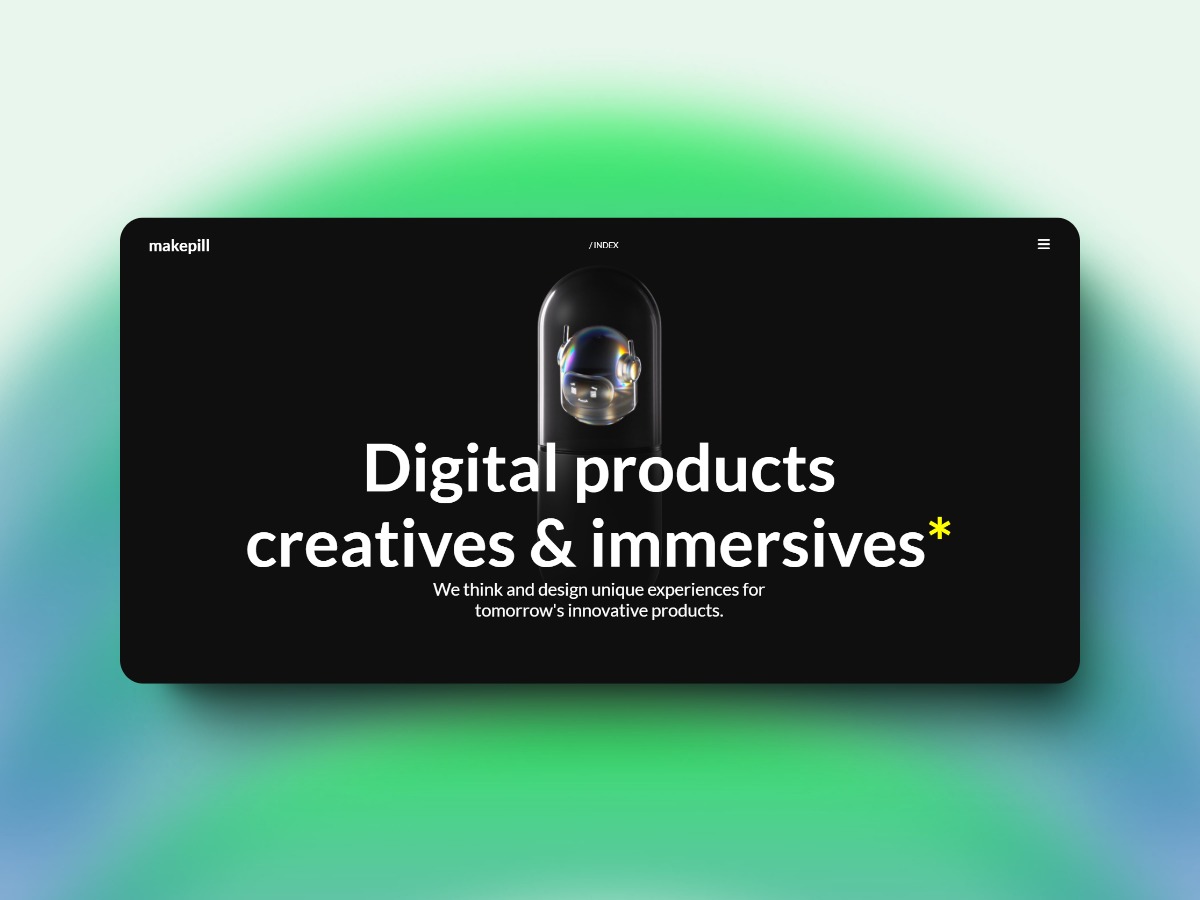 makepill
/ INDEX
Digital products
creatives & immersives*
We think and design unique experiences for
tomorrow's innovative products.